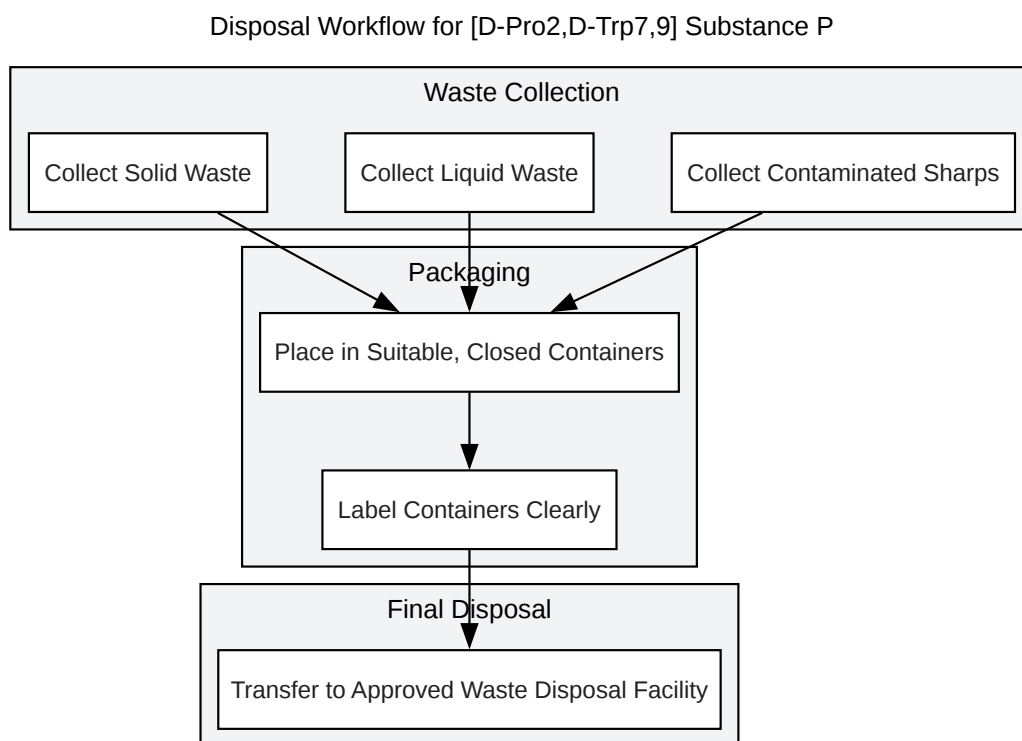 Disposal Workflow for [D-Pro2,D-Trp7,9] Substance P
Waste Collection
Collect Solid Waste
Collect Liquid Waste
Collect Contaminated Sharps
Packaging
Place in Suitable, Closed Containers
Label Containers Clearly
Final Disposal
Transfer to Approved Waste Disposal Facility